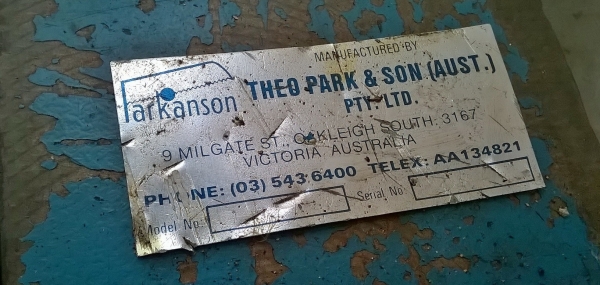 MANUFACTURED BY
Parkanson
THEO PARK & SON (AUST.)
PTY. LTD.
9 MILGATE ST., OAKLEIGH SOUTH, 3167
VICTORIA, AUSTRALIA
PHONE: (03) 543 6400 TELEX: AA134821
Model No. Serial No.